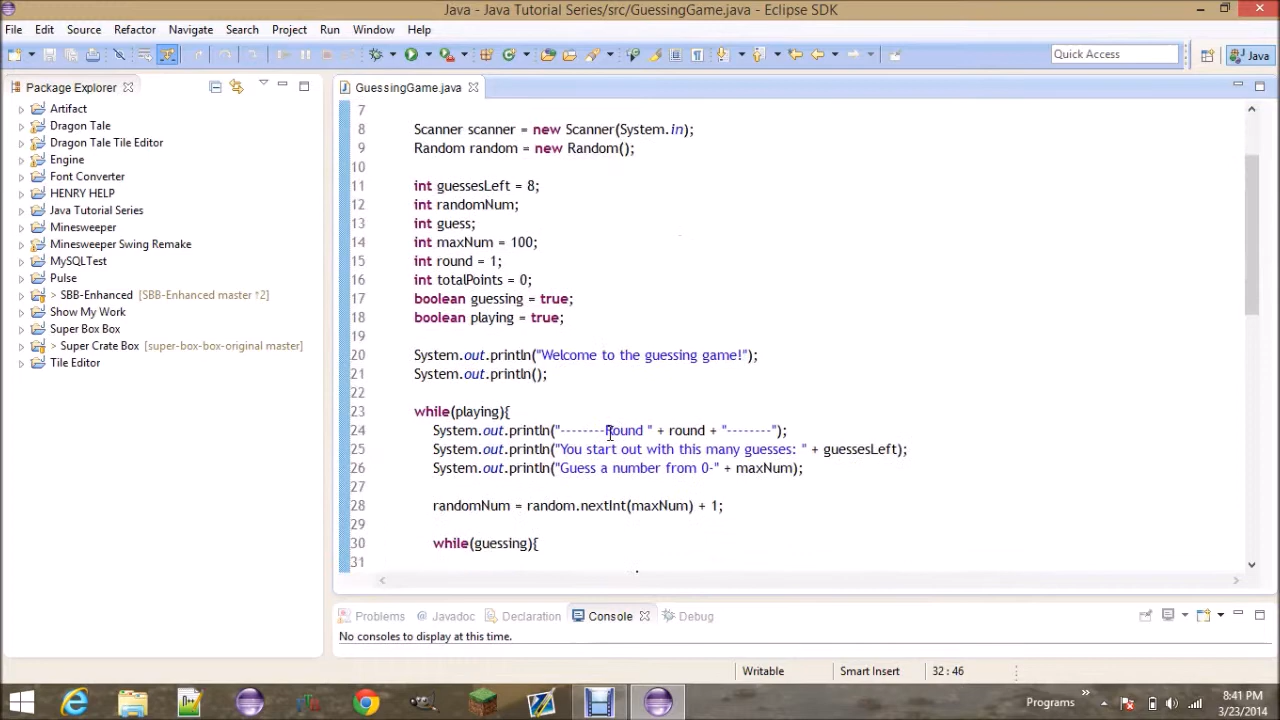 Java - Java Tutorial Series/src/GuessingGame.java - Eclipse SDK
File Edit Source Refactor Navigate Search Project Run Window Help
Quick Access
Java
Package Explorer
GuessingGame.java
Artifact
Dragon Tale
Dragon Tale Tile Editor
Engine
Font Converter
HENRY HELP
Java Tutorial Series
Minesweeper
Minesweeper Swing Remake
MySQLTest
Pulse
> SBB-Enhanced [SBB-Enhanced master ↑2]
Show My Work
Super Box Box
> Super Crate Box [super-box-box-original master]
Tile Editor
7
8 Scanner scanner = new Scanner(System.in);
9 Random random = new Random();
10
11 int guessesLeft = 8;
12 int randomNum;
13 int guess;
14 int maxNum = 100;
15 int round = 1;
16 int totalPoints = 0;
17 boolean guessing = true;
18 boolean playing = true;
19
20 System.out.println("Welcome to the guessing game!");
21 System.out.println();
22
23 while(playing){
24 System.out.println("--------Round " + round + "--------");
25 System.out.println("You start out with this many guesses: " + guessesLeft);
26 System.out.println("Guess a number from 0-" + maxNum);
27
28 randomNum = random.nextInt(maxNum) + 1;
29
30 while(guessing){
31
Problems @ Javadoc Declaration Console Debug
No consoles to display at this time.
Writable Smart Insert 32 : 46
Programs
8:41 PM
3/23/2014